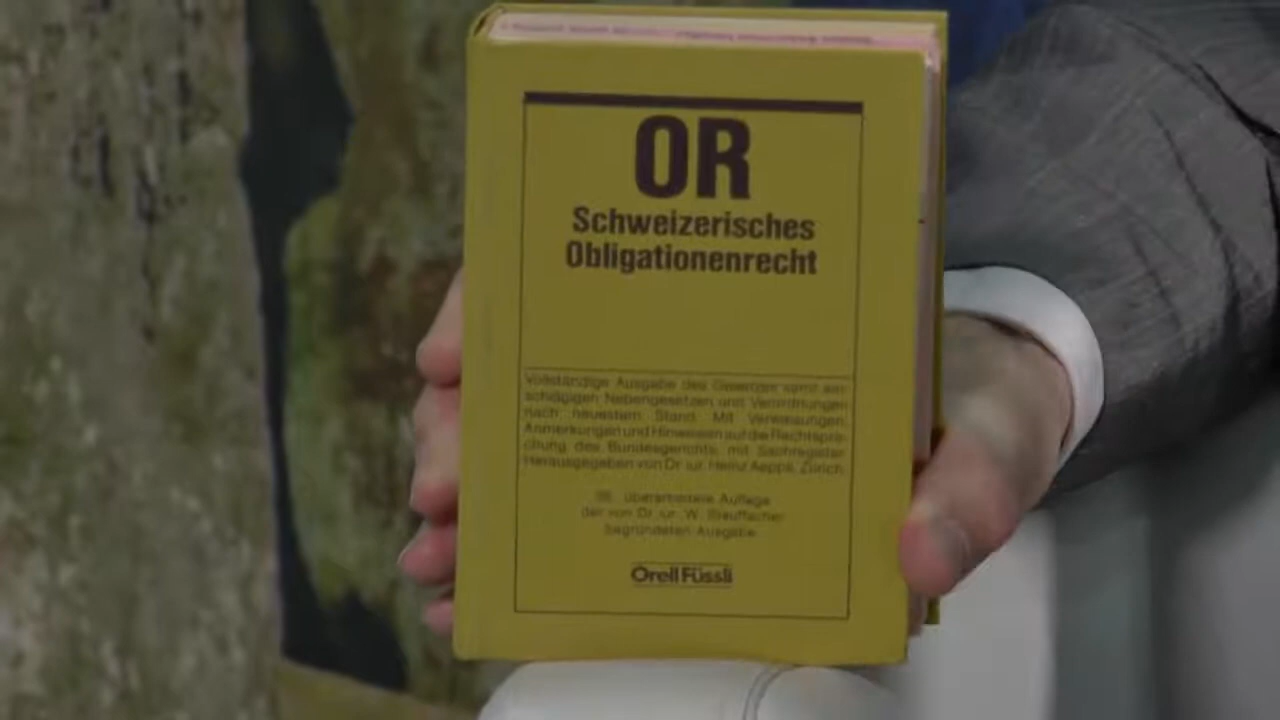 OR
Schweizerisches
Obligationenrecht
Vollständige Ausgabe des Gesetzes samt ein-
schlägigen Nebengesetzen und Verordnungen
nach neuestem Stand. Mit Verweisungen,
Anmerkungen und Hinweisen auf die Rechtspre-
chung des Bundesgerichts, mit Sachregister
Herausgegeben von Dr. iur. Heinz Aeppli, Zürich
überarbeitete Auflage
der von Dr. iur. W. Stauffacher
begründeten Ausgabe
Orell Füssli